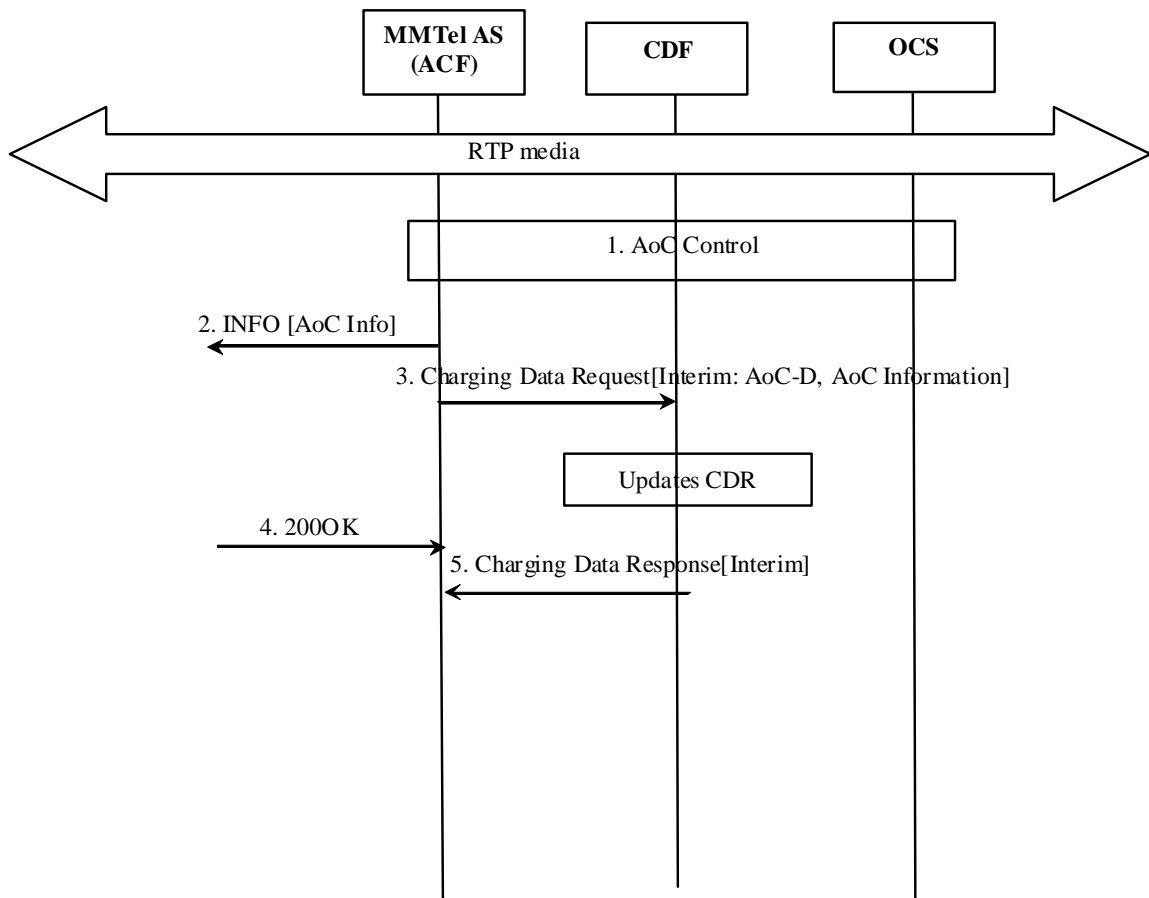 MMTel AS
(ACF)
CDF
OCS
RTP media
1. AoC Control
2. INFO [AoC Info]
3. Charging Data Request[Interim: AoC-D, AoC Information]
Updates CDR
4. 200OK
5. Charging Data Response[Interim]